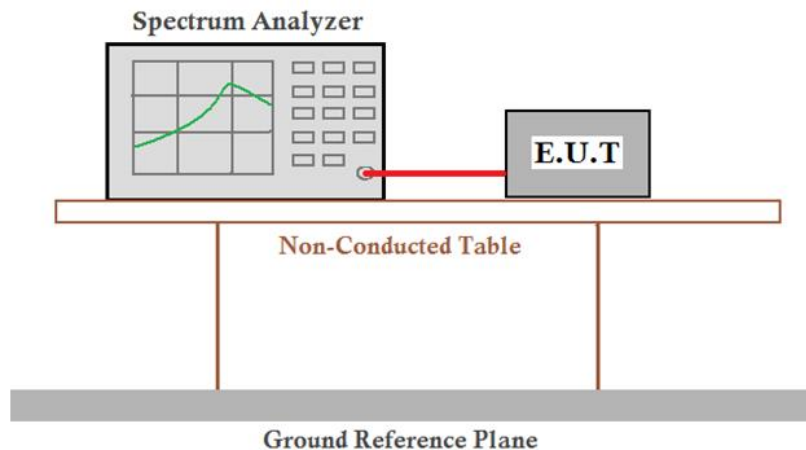 Spectrum Analyzer
E.U.T
Non-Conducted Table
Ground Reference Plane